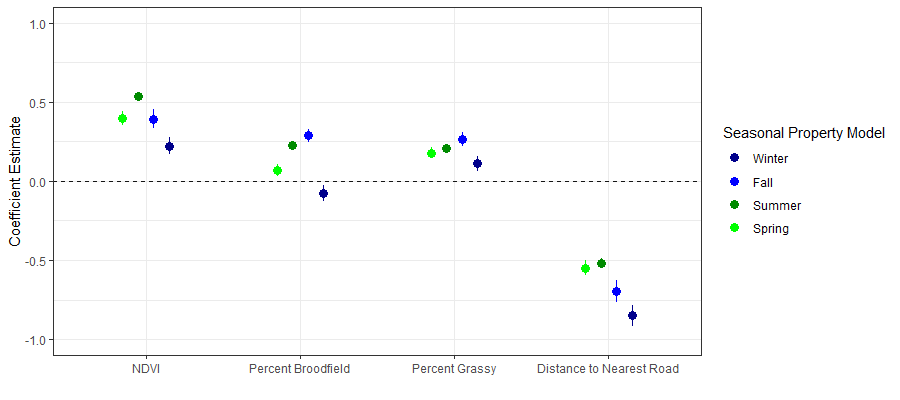 1.0
0.5
0.0
-0.5
-1.0
Coefficient Estimate
NDVI
Percent Broodfield
Percent Grassy
Distance to Nearest Road
Seasonal Property Model
Winter
Fall
Summer
Spring